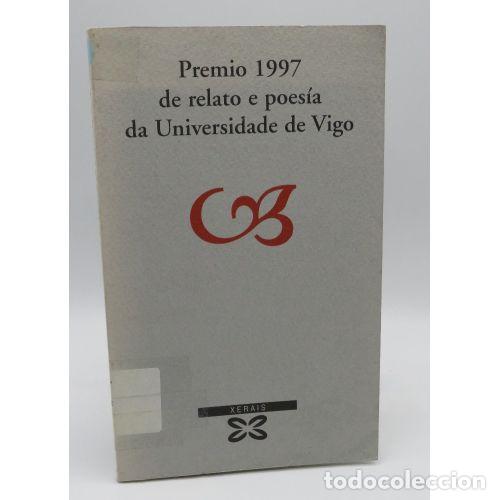 Premio 1997
de relato e poesía
da Universidade de Vigo
XERAIS
todocoleccion